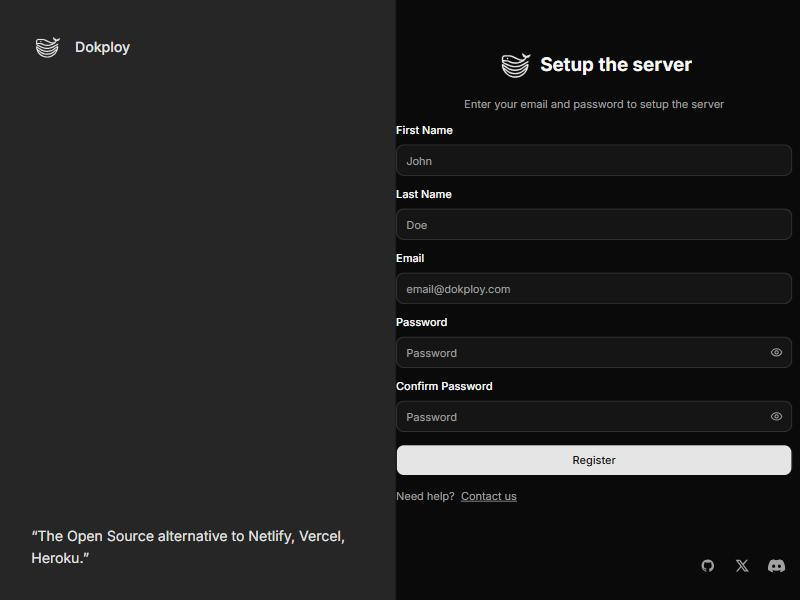 Dokploy
“The Open Source alternative to Netlify, Vercel,
Heroku.”
Setup the server
Enter your email and password to setup the server
First Name
John
Last Name
Doe
Email
email@dokploy.com
Password
Password
Confirm Password
Password
Register
Need help? Contact us